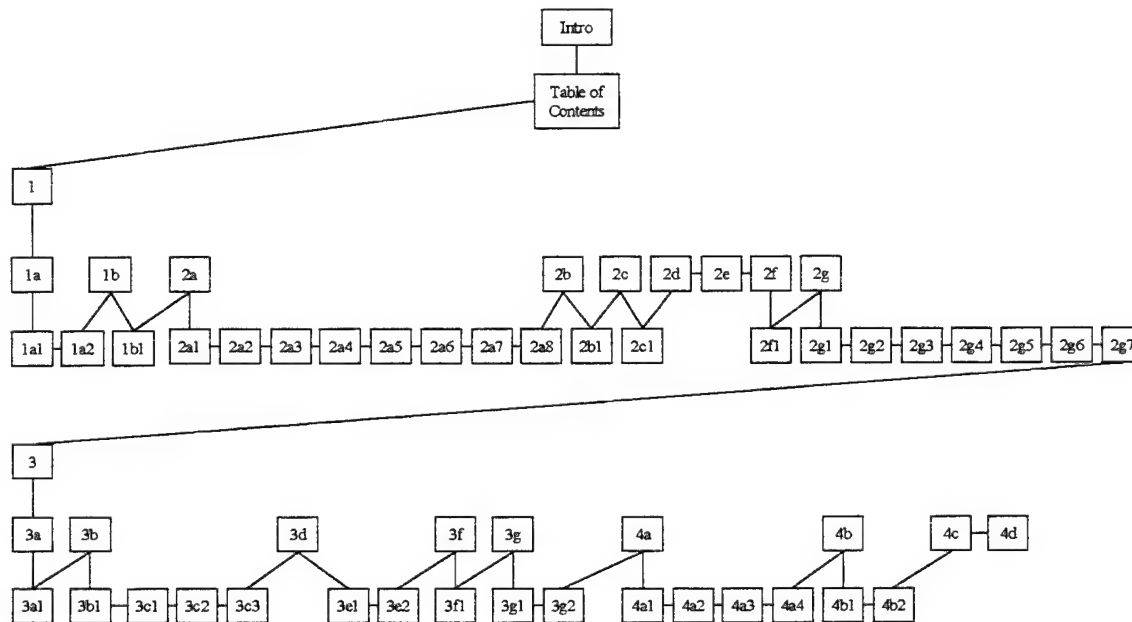 Intro
Table of
Contents
1
1a 1b 2a 2b 2c 2d 2e 2f 2g
1a1 1a2 1b1 2a1 2a2 2a3 2a4 2a5 2a6 2a7 2a8 2b1 2c1 2f1 2g1 2g2 2g3 2g4 2g5 2g6 2g7
3
3a 3b 3d 3f 3g 4a 4b 4c 4d
3a1 3b1 3c1 3c2 3c3 3e1 3e2 3f1 3g1 3g2 4a1 4a2 4a3 4a4 4b1 4b2